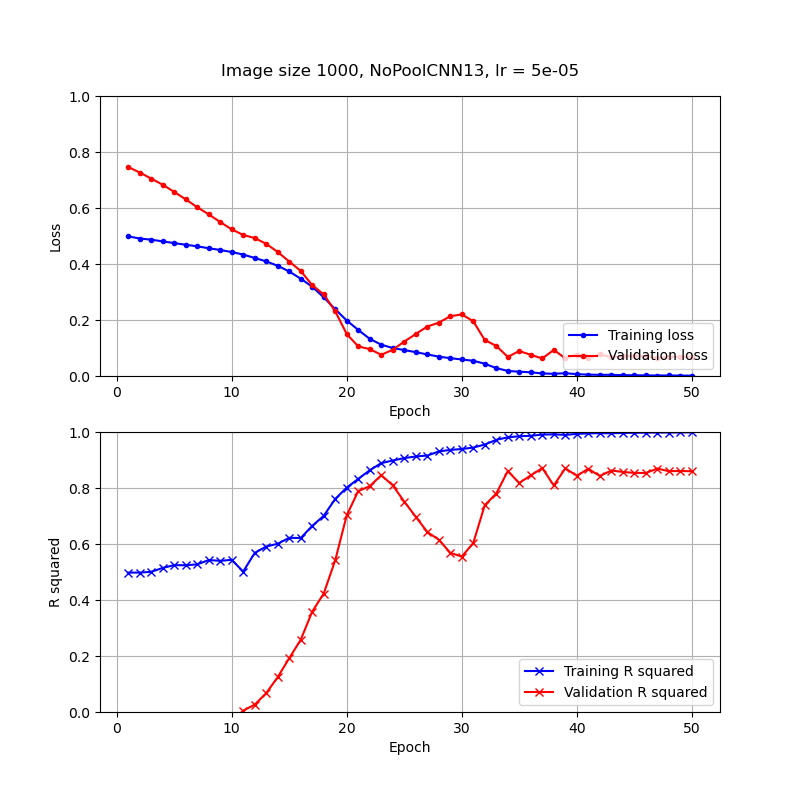 Image size 1000, NoPoolCNN13, lr = 5e-05
1.0
0.8
0.6
0.4
0.2
0.0
Loss
Training loss
Validation loss
0 10 20 30 40 50
Epoch
1.0
0.8
0.6
0.4
0.2
0.0
R squared
Training R squared
Validation R squared
0 10 20 30 40 50
Epoch